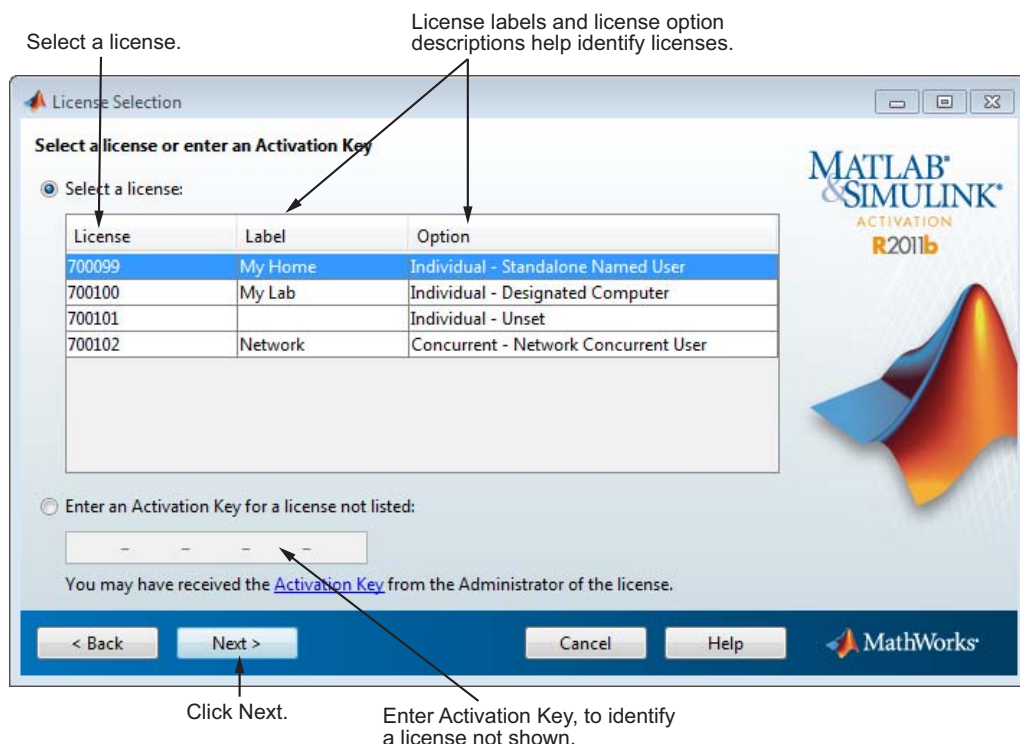 License labels and license option
descriptions help identify licenses.
Select a license.
License Selection
Select a license or enter an Activation Key
Select a license:
License Label Option
700099 My Home Individual - Standalone Named User
700100 My Lab Individual - Designated Computer
700101 Individual - Unset
700102 Network Concurrent - Network Concurrent User
MATLAB®
&SIMULINK®
ACTIVATION
R2011b
Enter an Activation Key for a license not listed:
- - - -
You may have received the Activation Key from the Administrator of the license.
< Back Next > Cancel Help MathWorks®
Click Next.
Enter Activation Key, to identify
a license not shown.